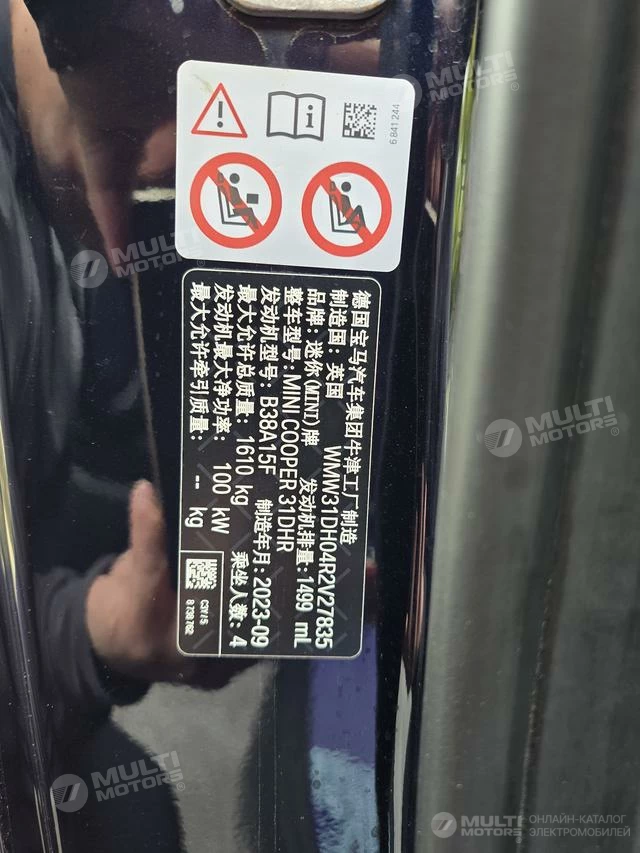 6 841 244
德国宝马汽车集团牛津工厂制造
制造国：英国 WMW31DH04R2V27835
品牌：迷你(MINI)牌 发动机排量：1499 mL
整车型号：MINI COOPER 31DHR
发动机型号：B38A15F 制造年月：2023-09
最大允许总质量：1610 kg 乘坐人数：4
发动机最大净功率： 100 kW
最大允许牵引质量： -- kg
8 738 762
MULTI MOTORS®
MULTI MOTORS®
MULTI MOTORS®
MULTI MOTORS®
MULTI MOTORS®
ОНЛАЙН-КАТАЛОГ
ЭЛЕКТРОМОБИЛЕЙ